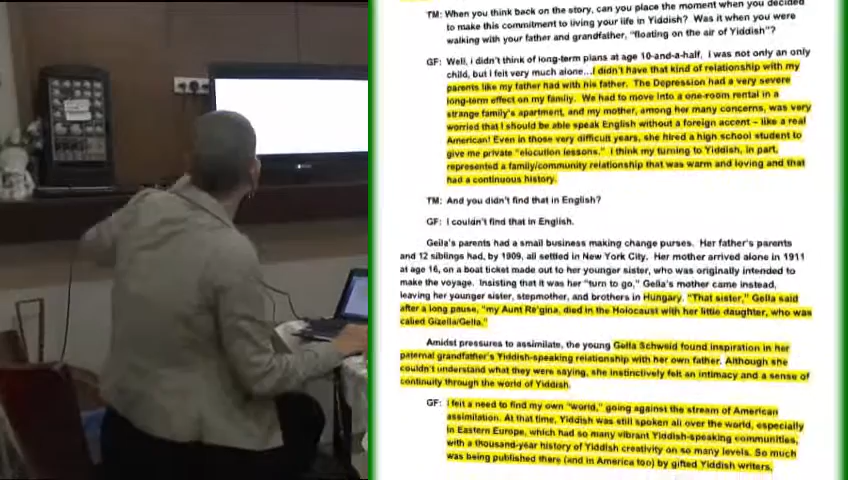 TM: When you think back on the story, can you place the moment when you decided
to make this commitment to living your life in Yiddish? Was it when you were
walking with your father and grandfather, "floating on the air of Yiddish"?
GF: Well, I didn't think of long-term plans at age 10-and-a-half, I was not only an only
child, but I felt very much alone...I didn't have that kind of relationship with my
parents like my father had with his father. The Depression had a very severe
long-term effect on my family. We had to move into a one-room rental in a
strange family's apartment, and my mother, among her many concerns, was very
worried that I should be able speak English without a foreign accent – like a real
American! Even in those very difficult years, she hired a high school student to
give me private "elocution lessons." I think my turning to Yiddish, in part,
represented a family/community relationship that was warm and loving and that
had a continuous history.
TM: And you didn't find that in English?
GF: I couldn't find that in English.
Gella's parents had a small business making change purses. Her father's parents
and 12 siblings had, by 1909, all settled in New York City. Her mother arrived alone in 1911
at age 16, on a boat ticket made out to her younger sister, who was originally intended to
make the voyage. Insisting that it was her "turn to go," Gella's mother came instead,
leaving her younger sister, stepmother, and brothers in Hungary. "That sister," Gella said
after a long pause, "my Aunt Re'gina, died in the Holocaust with her little daughter, who was
called Gizella/Gella."
Amidst pressures to assimilate, the young Gella Schweid found inspiration in her
paternal grandfather's Yiddish-speaking relationship with her own father. Although she
couldn't understand what they were saying, she instinctively felt an intimacy and a sense of
continuity through the world of Yiddish.
GF: I felt a need to find my own "world," going against the stream of American
assimilation. At that time, Yiddish was still spoken all over the world, especially
in Eastern Europe, which had so many vibrant Yiddish-speaking communities,
with a thousand-year history of Yiddish creativity on so many levels. So much
was being published there (and in America too) by gifted Yiddish writers,